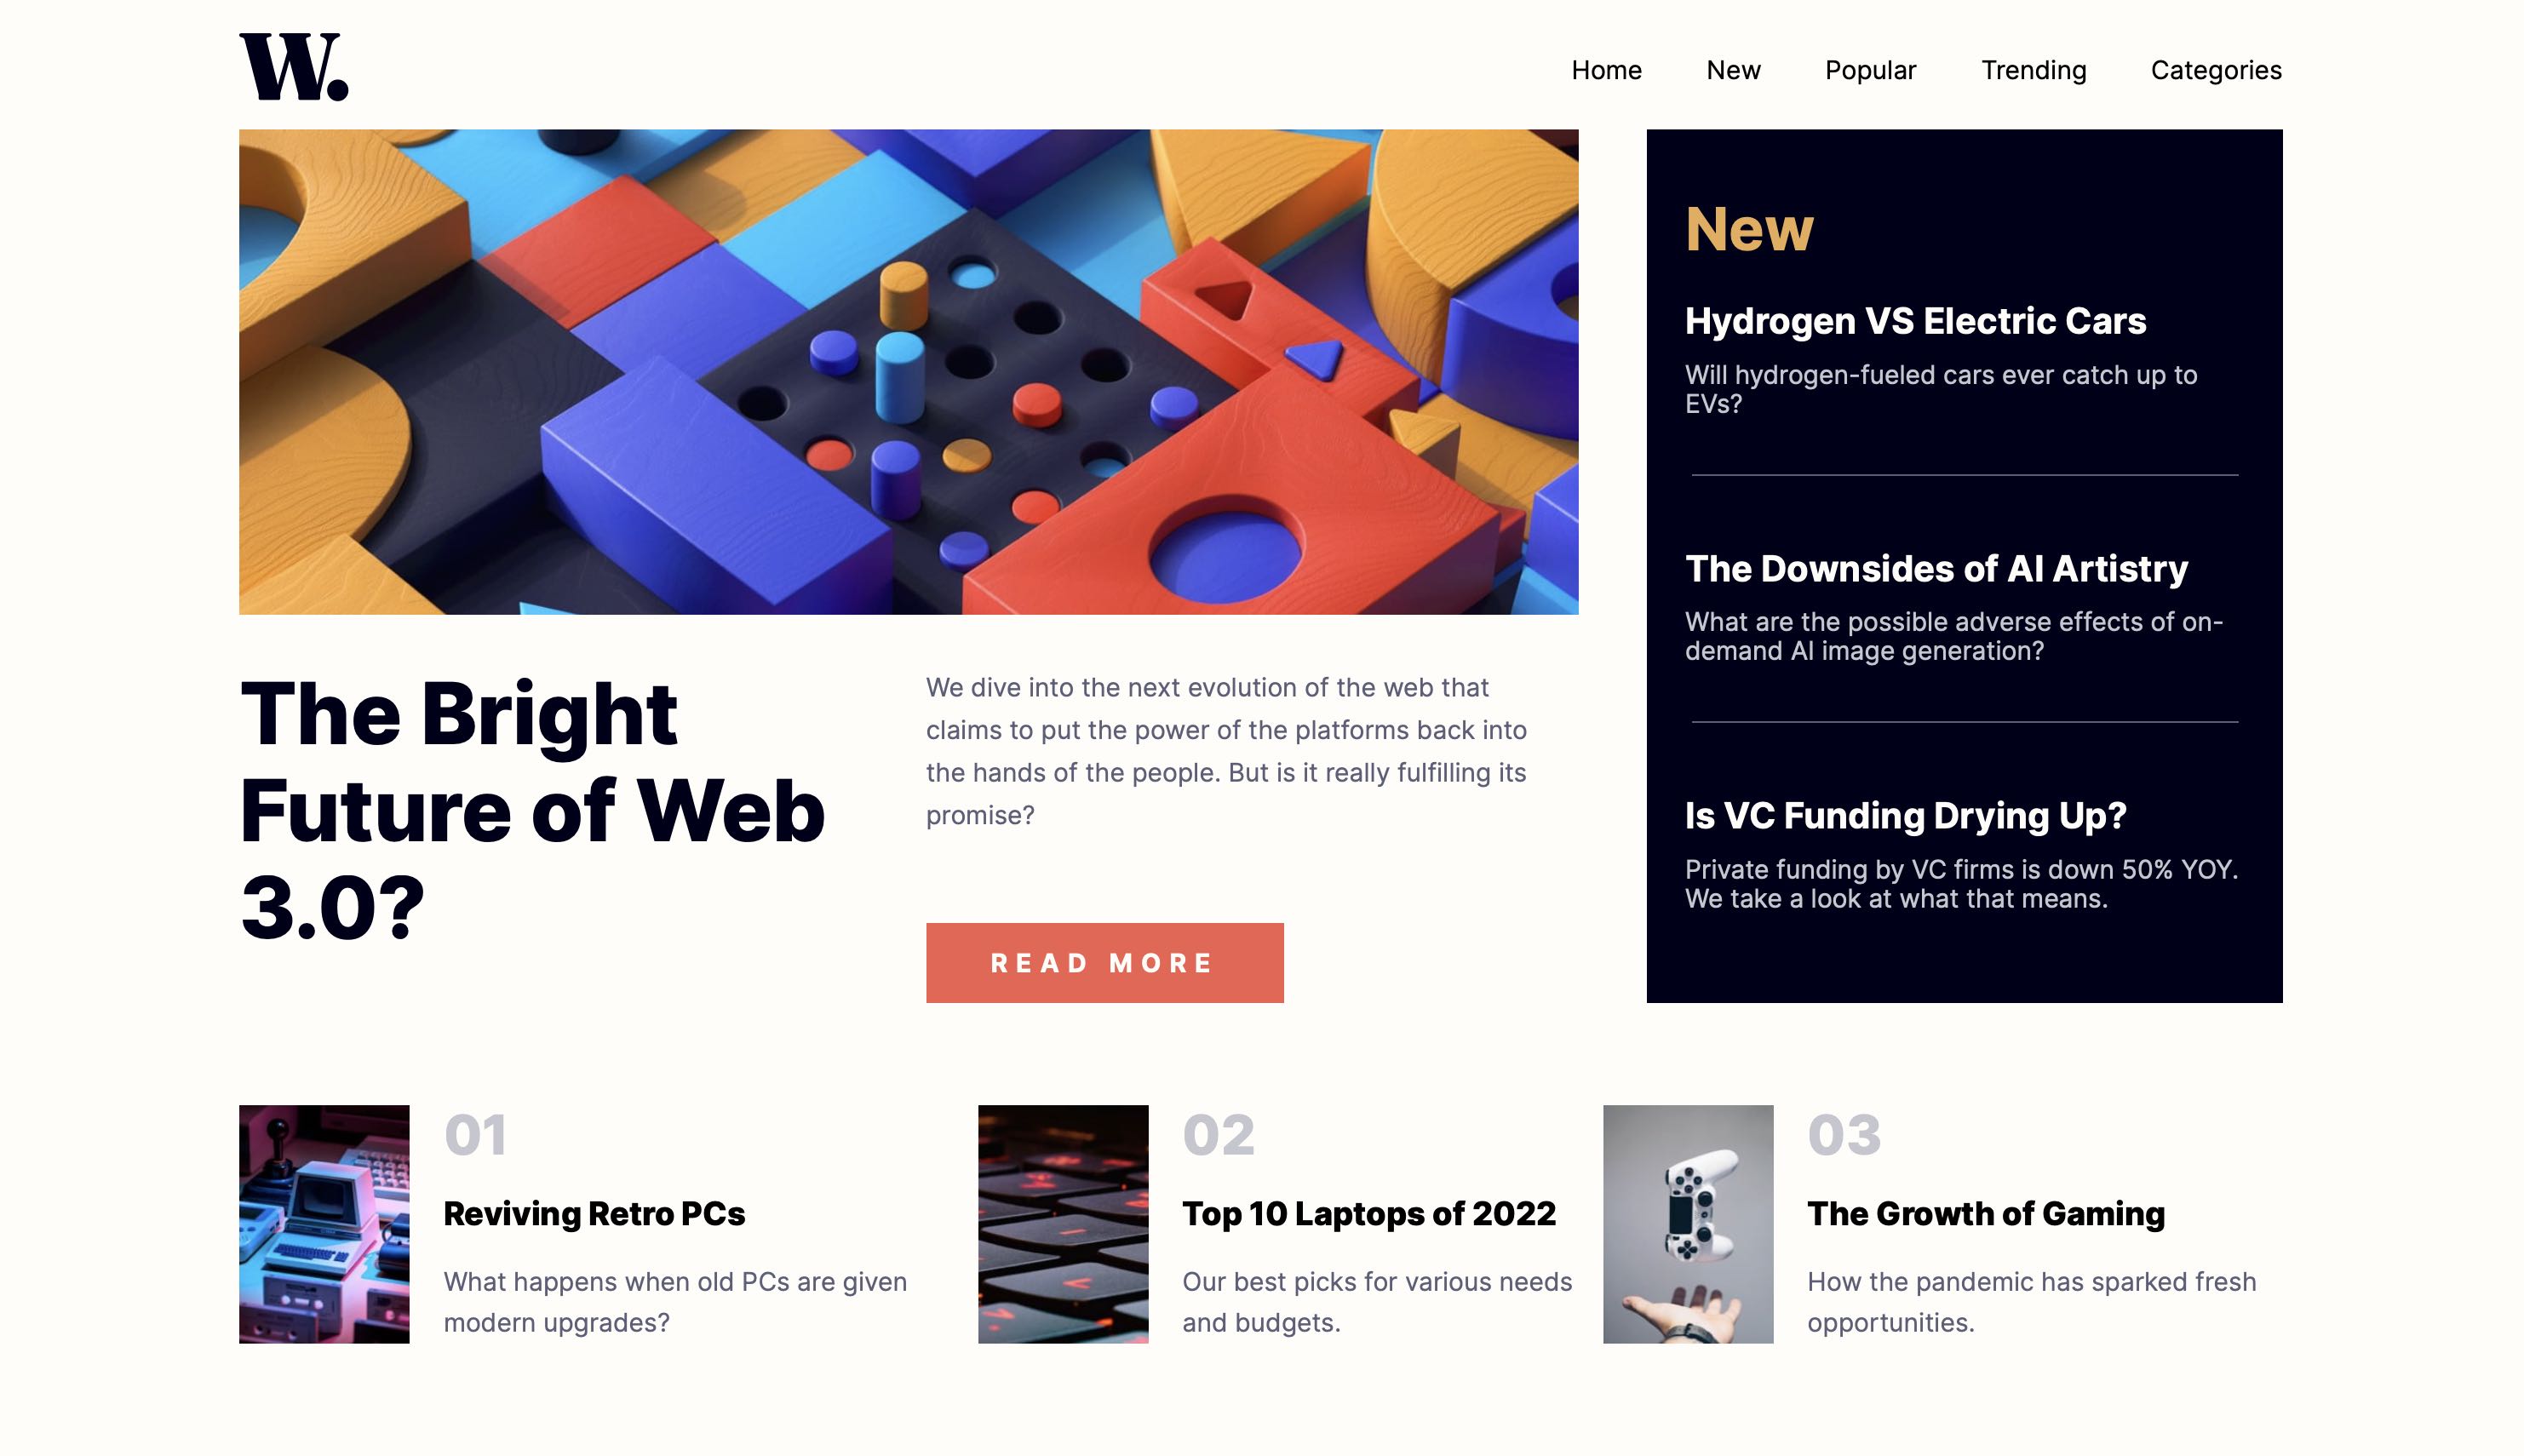 W.
Home New Popular Trending Categories
The Bright
Future of Web
3.0?
We dive into the next evolution of the web that
claims to put the power of the platforms back into
the hands of the people. But is it really fulfilling its
promise?
READ MORE
New
Hydrogen VS Electric Cars
Will hydrogen-fueled cars ever catch up to
EVs?
The Downsides of AI Artistry
What are the possible adverse effects of on-
demand AI image generation?
Is VC Funding Drying Up?
Private funding by VC firms is down 50% YOY.
We take a look at what that means.
01
Reviving Retro PCs
What happens when old PCs are given
modern upgrades?
02
Top 10 Laptops of 2022
Our best picks for various needs
and budgets.
03
The Growth of Gaming
How the pandemic has sparked fresh
opportunities.